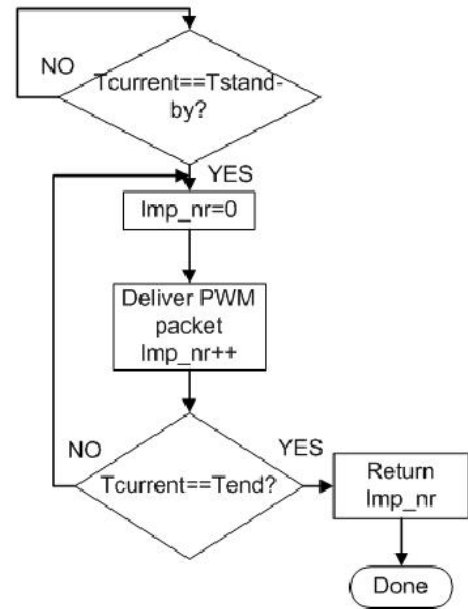 NO
Tcurrent==Tstand-
by?
YES
Imp_nr=0
Deliver PWM
packet
Imp_nr++
NO
YES
Tcurrent==Tend?
Return
Imp_nr
Done